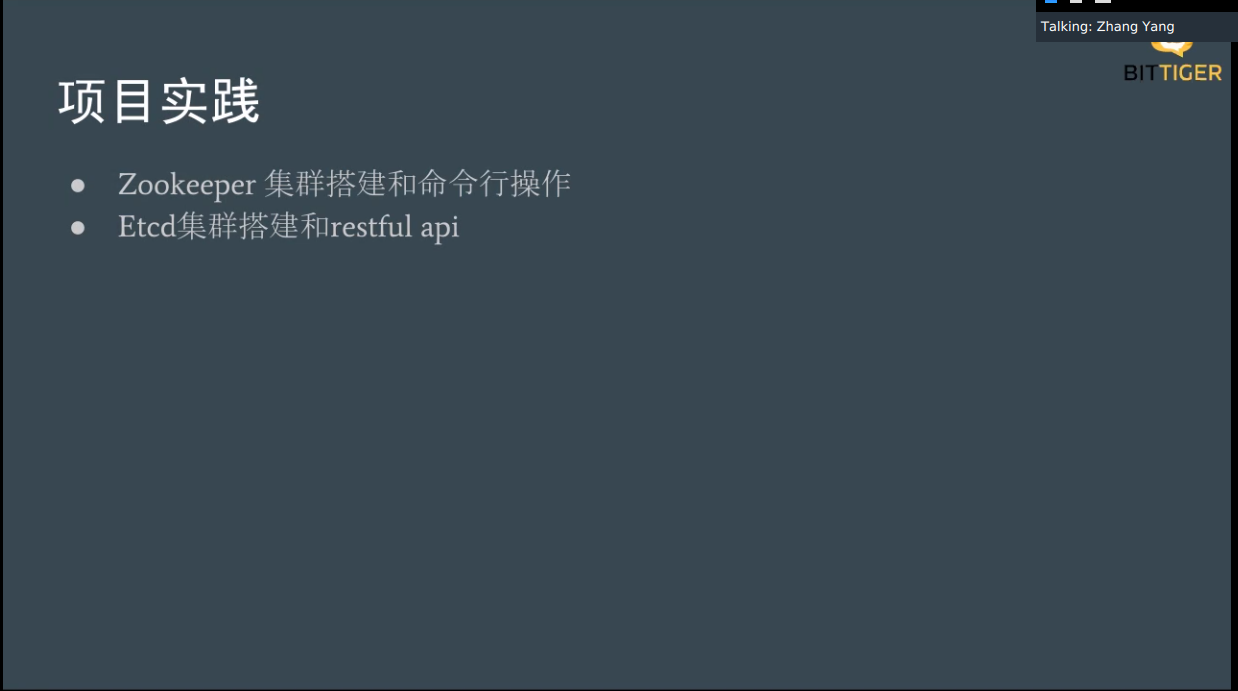 Talking: Zhang Yang
BITTIGER
项目实践
● Zookeeper 集群搭建和命令行操作
● Etcd集群搭建和restful api